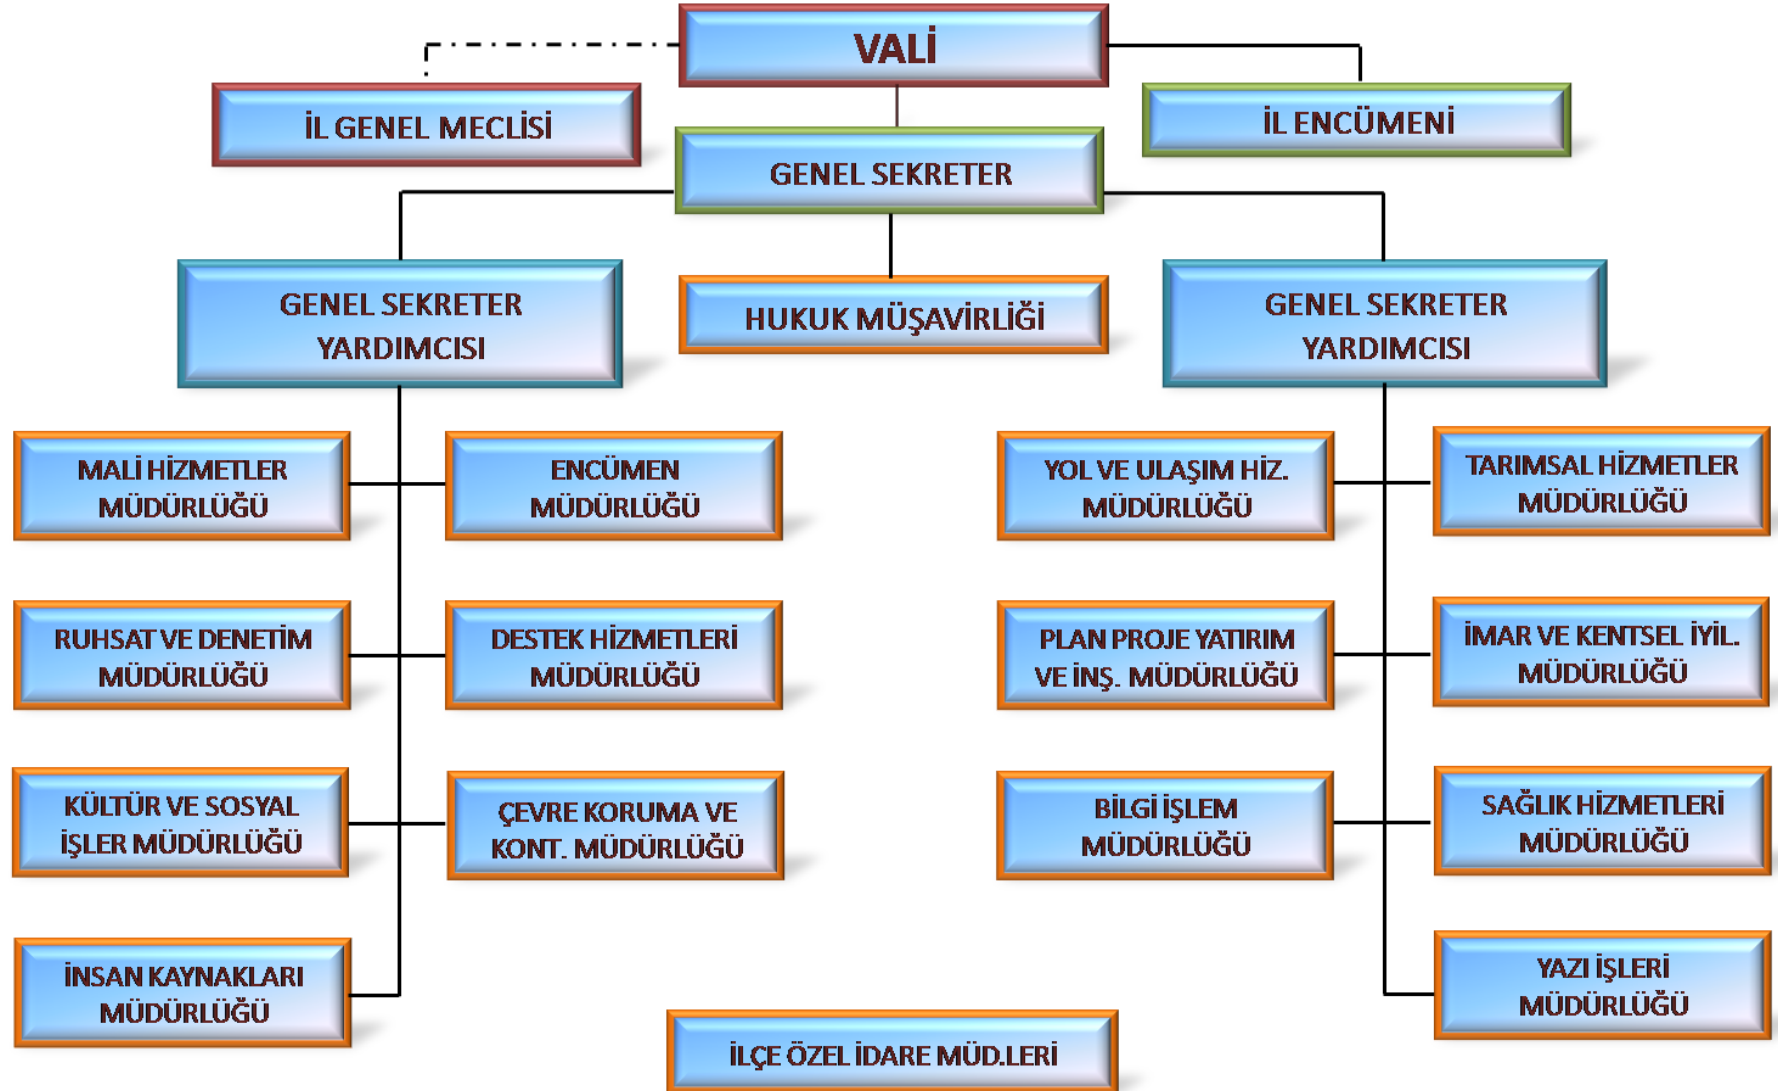 VALİ
İL GENEL MECLİSİ
İL ENCÜMENİ
GENEL SEKRETER
GENEL SEKRETER
YARDIMCISI
HUKUK MÜŞAVİRLİĞİ
GENEL SEKRETER
YARDIMCISI
MALİ HİZMETLER
MÜDÜRLÜĞÜ
ENCÜMEN
MÜDÜRLÜĞÜ
YOL VE ULAŞIM HİZ.
MÜDÜRLÜĞÜ
TARIMSAL HİZMETLER
MÜDÜRLÜĞÜ
RUHSAT VE DENETİM
MÜDÜRLÜĞÜ
DESTEK HİZMETLERİ
MÜDÜRLÜĞÜ
PLAN PROJE YATIRIM
VE İNŞ. MÜDÜRLÜĞÜ
İMAR VE KENTSEL İYİL.
MÜDÜRLÜĞÜ
KÜLTÜR VE SOSYAL
İŞLER MÜDÜRLÜĞÜ
ÇEVRE KORUMA VE
KONT. MÜDÜRLÜĞÜ
BİLGİ İŞLEM
MÜDÜRLÜĞÜ
SAĞLIK HİZMETLERİ
MÜDÜRLÜĞÜ
İNSAN KAYNAKLARI
MÜDÜRLÜĞÜ
YAZI İŞLERİ
MÜDÜRLÜĞÜ
İLÇE ÖZEL İDARE MÜD.LERİ